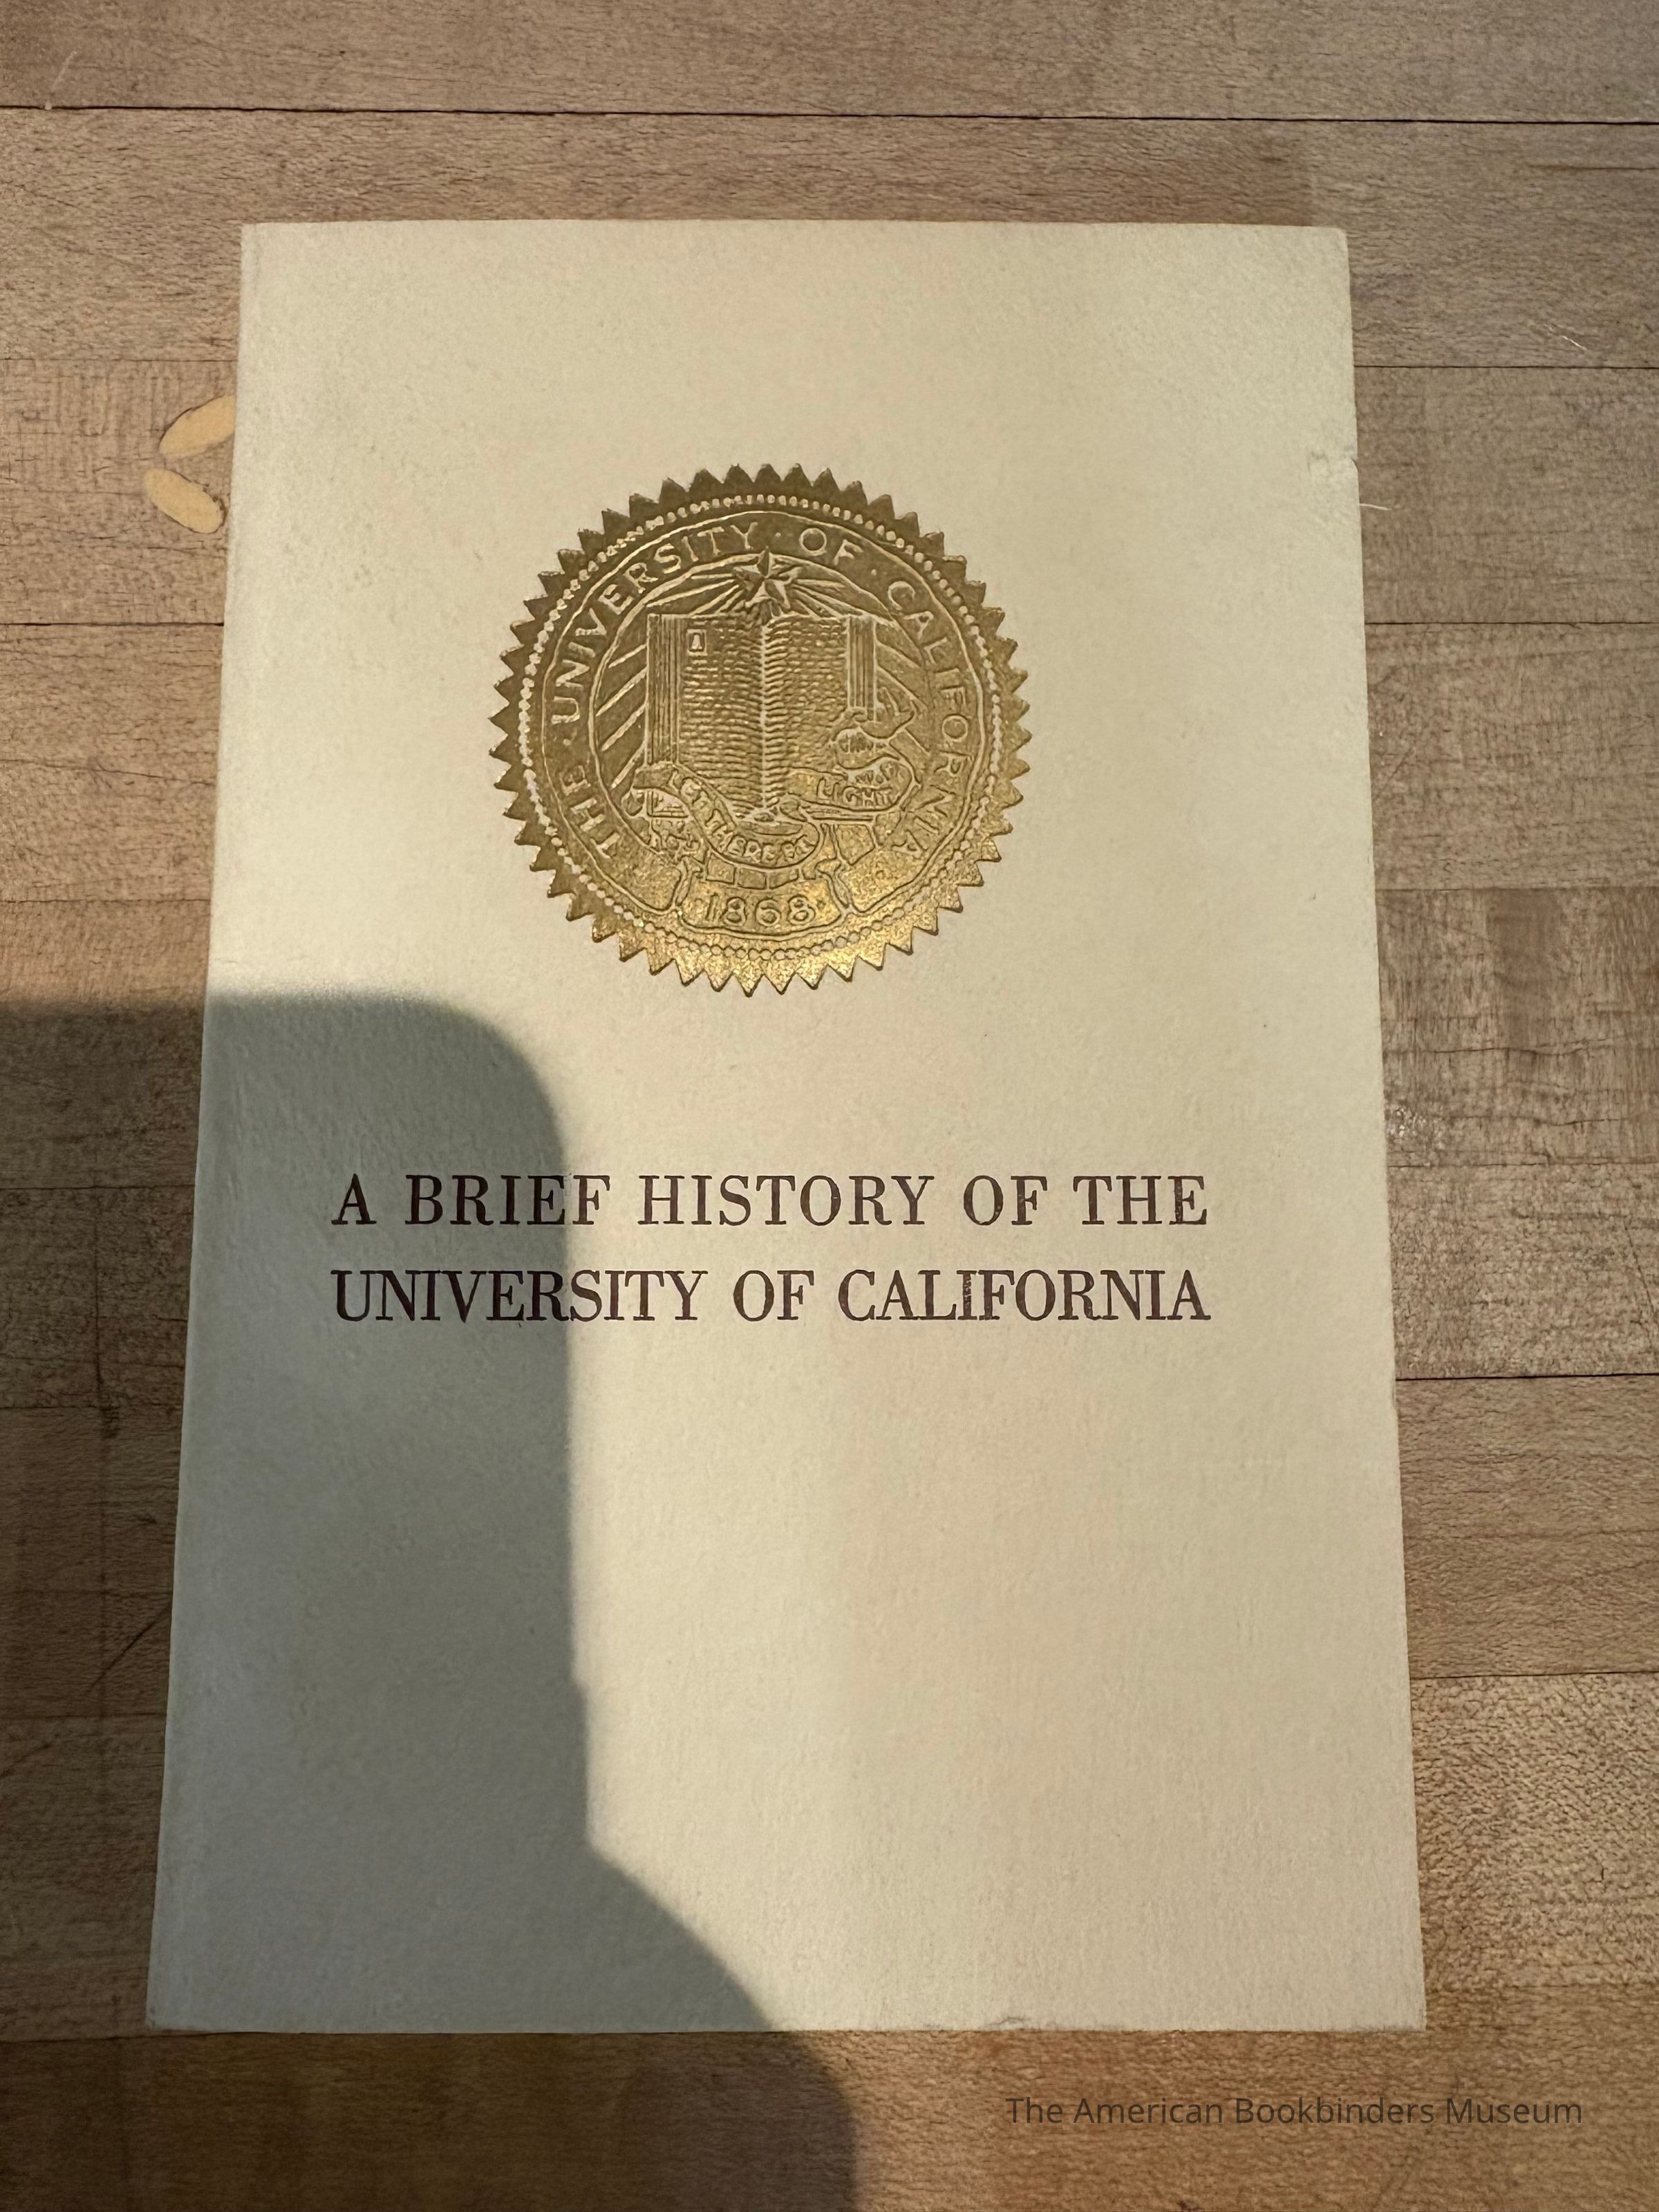 THE · UNIVERSITY · OF · CALIFORNIA
LET THERE BE
LIGHT
·1868·
A BRIEF HISTORY OF THE
UNIVERSITY OF CALIFORNIA
The American Bookbinders Museum